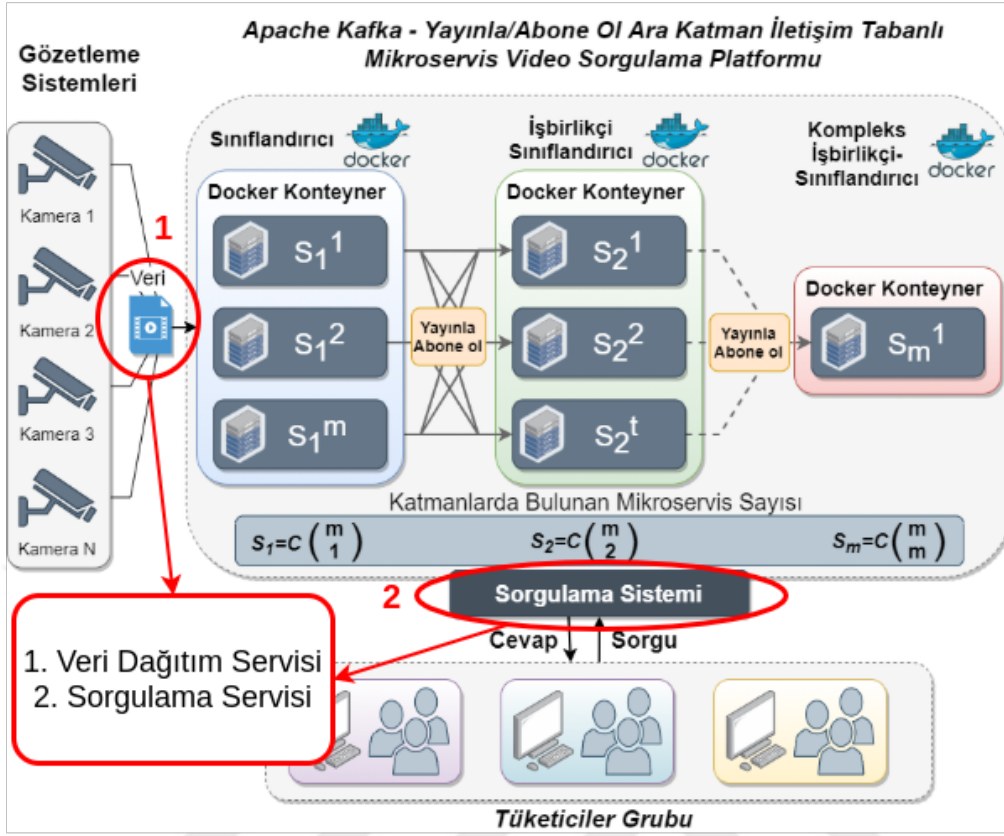 Apache Kafka - Yayınla/Abone Ol Ara Katman İletişim Tabanlı
Mikroservis Video Sorgulama Platformu
Gözetleme
Sistemleri
Kamera 1
Kamera 2
Kamera 3
Kamera N
1
Veri
Sınıflandırıcı
docker
Docker Konteyner
S₁¹
S₁²
S₁ᵐ
Yayınla
Abone ol
İşbirlikçi
Sınıflandırıcı
docker
Docker Konteyner
S₂¹
S₂²
S₂ᵗ
Yayınla
Abone ol
Kompleks
İşbirlikçi-
Sınıflandırıcı
docker
Docker Konteyner
Sₘ¹
Katmanlarda Bulunan Mikroservis Sayısı
S₁=C(m 1)
S₂=C(m 2)
Sₘ=C(m m)
2
Sorgulama Sistemi
Cevap
Sorgu
1. Veri Dağıtım Servisi
2. Sorgulama Servisi
Tüketiciler Grubu